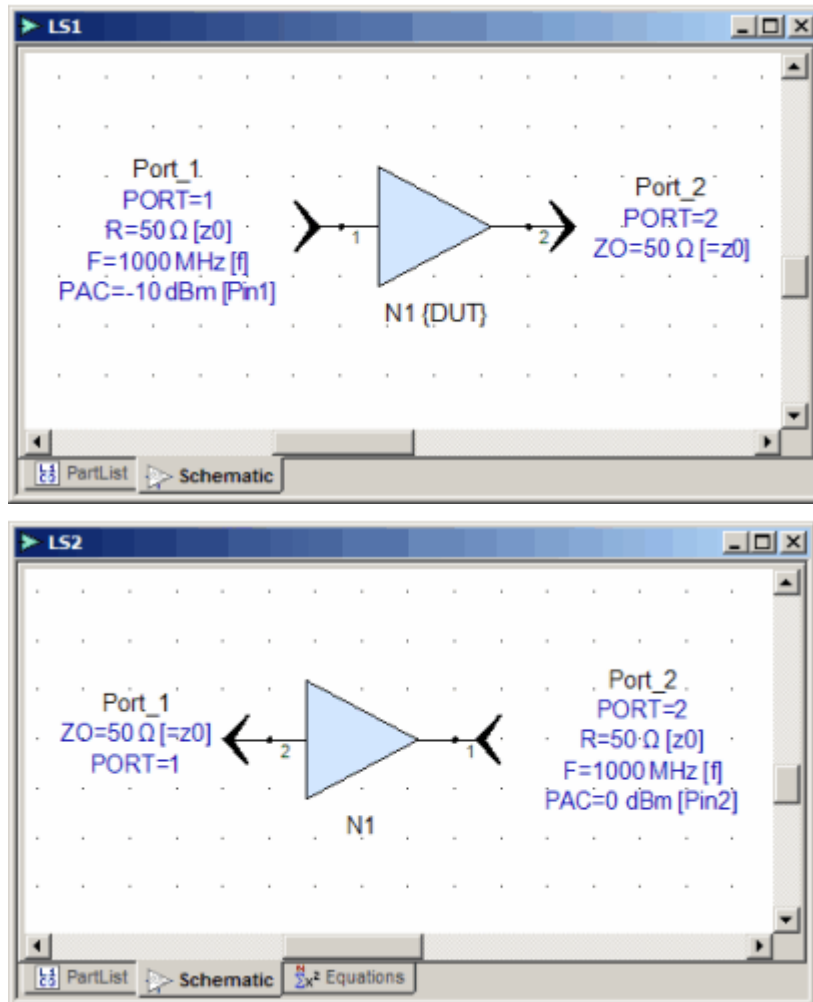 LS1
Port_1
PORT=1
R=50 Ω [z0]
F=1000 MHz [f]
PAC=-10 dBm [Pin1]
1
2
Port_2
PORT=2
ZO=50 Ω [=z0]
N1 {DUT}
PartList
Schematic
LS2
Port_1
ZO=50 Ω [=z0]
PORT=1
2
1
Port_2
PORT=2
R=50 Ω [z0]
F=1000 MHz [f]
PAC=0 dBm [Pin2]
N1
PartList
Schematic
Equations